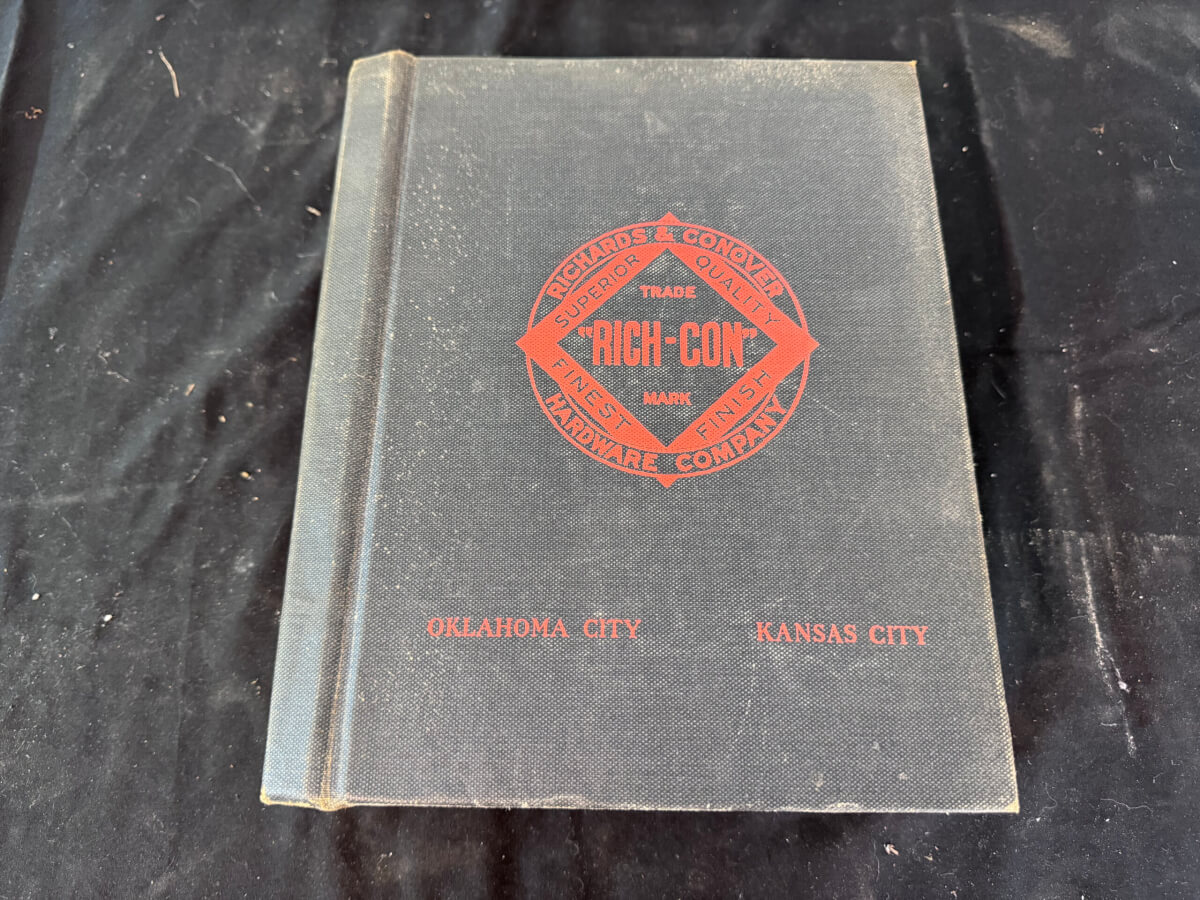 RICHARDS & CONOVER
SUPERIOR QUALITY
TRADE
"RICH-CON"
MARK
FINEST FINISH
HARDWARE COMPANY
OKLAHOMA CITY KANSAS CITY